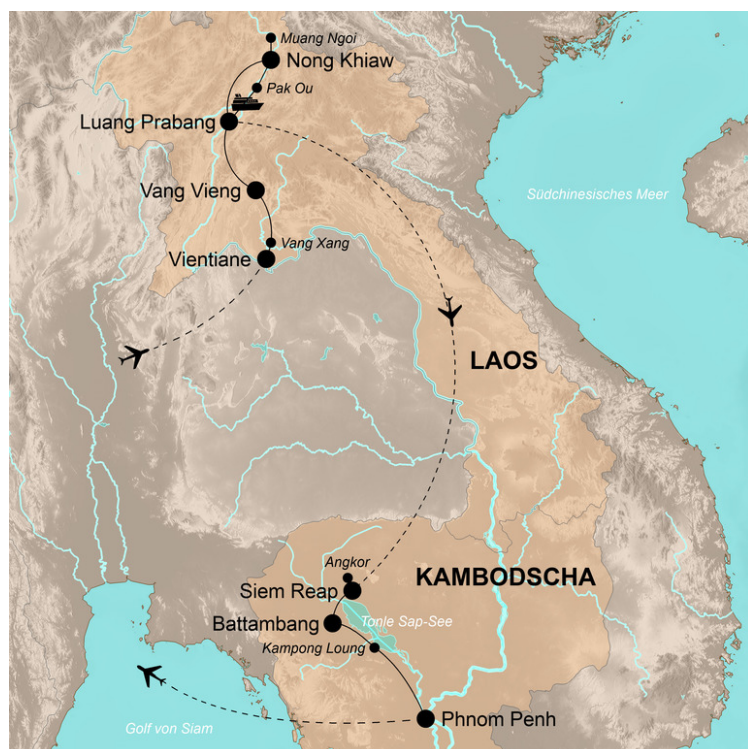 Muang Ngoi
Nong Khiaw
Pak Ou
Luang Prabang
Vang Vieng
Südchinesisches Meer
Vang Xang
Vientiane
LAOS
Angkor
KAMBODSCHA
Siem Reap
Battambang
Tonle Sap-See
Kampong Loung
Phnom Penh
Golf von Siam